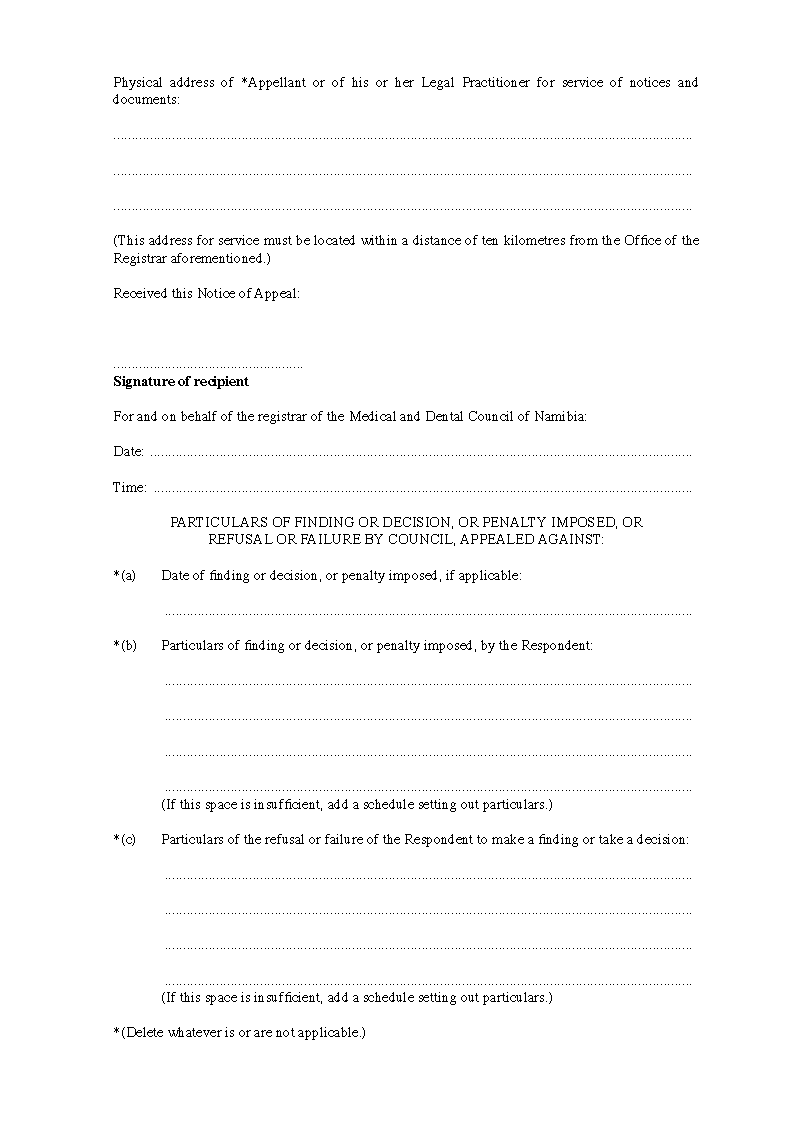 Physical address of *Appellant or of his or her Legal Practitioner for service of notices and
documents:
................................................................................................................................................................
................................................................................................................................................................
................................................................................................................................................................
(This address for service must be located within a distance of ten kilometres from the Office of the
Registrar aforementioned.)
Received this Notice of Appeal:
....................................................
Signature of recipient
For and on behalf of the registrar of the Medical and Dental Council of Namibia:
Date: ......................................................................................................................................................
Time: .....................................................................................................................................................
PARTICULARS OF FINDING OR DECISION, OR PENALTY IMPOSED, OR
REFUSAL OR FAILURE BY COUNCIL, APPEALED AGAINST:
*(a) Date of finding or decision, or penalty imposed, if applicable:
..................................................................................................................................................
*(b) Particulars of finding or decision, or penalty imposed, by the Respondent:
..................................................................................................................................................
..................................................................................................................................................
..................................................................................................................................................
..................................................................................................................................................
(If this space is insufficient, add a schedule setting out particulars.)
*(c) Particulars of the refusal or failure of the Respondent to make a finding or take a decision:
..................................................................................................................................................
..................................................................................................................................................
..................................................................................................................................................
..................................................................................................................................................
(If this space is insufficient, add a schedule setting out particulars.)
*(Delete whatever is or are not applicable.)